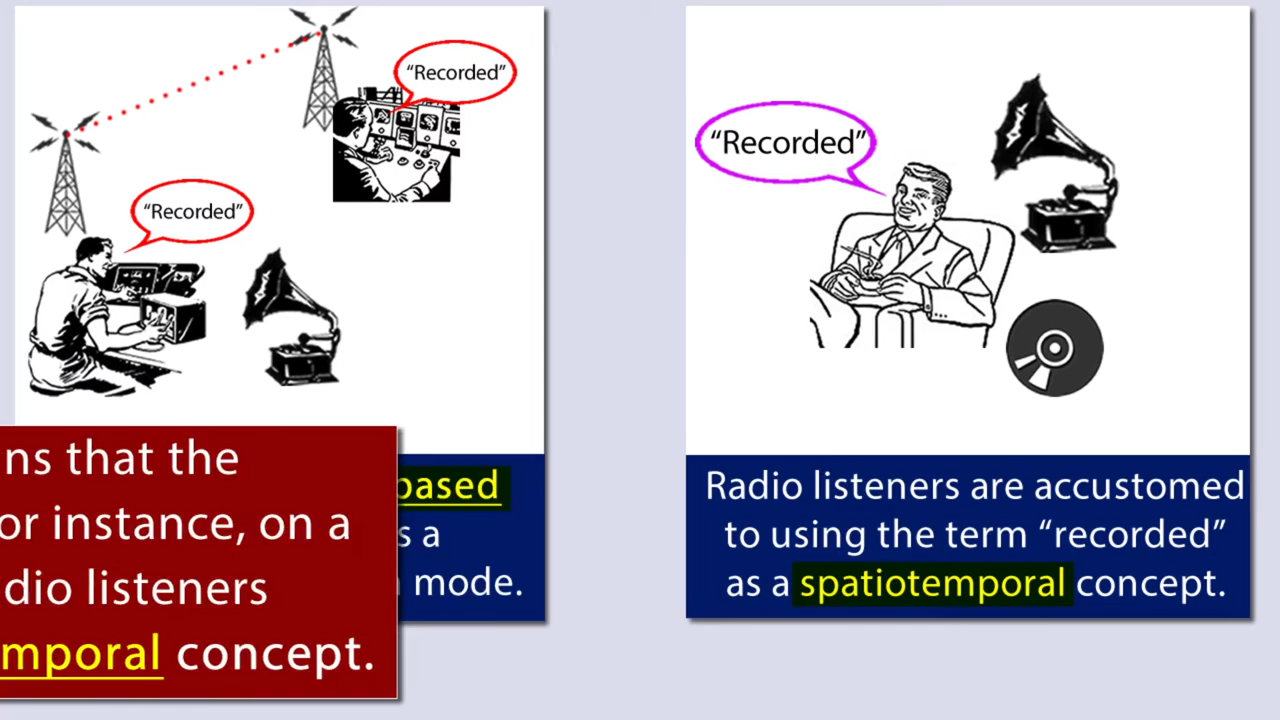 “Recorded”
“Recorded”
ns that the
or instance, on a
dio listeners
mporal concept.
based
s a
mode.
“Recorded”
Radio listeners are accustomed
to using the term “recorded”
as a spatiotemporal concept.